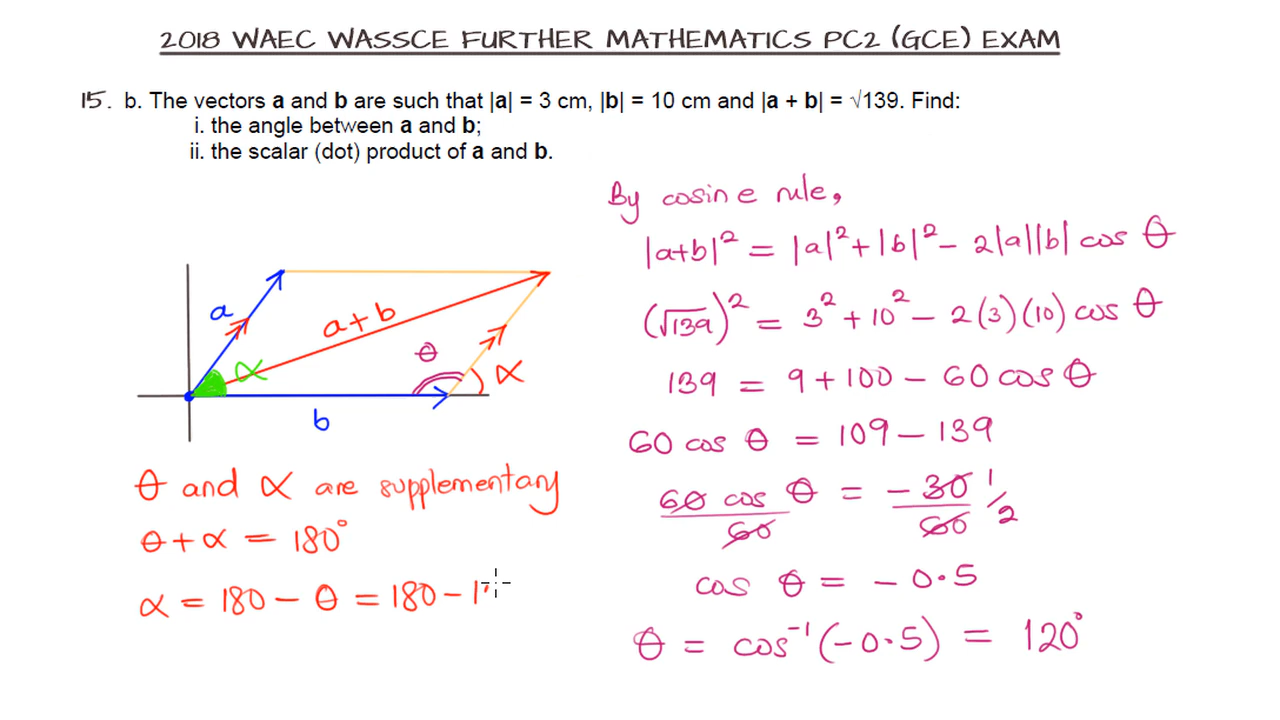 2018 WAEC WASSCE FURTHER MATHEMATICS PC2 (GCE) EXAM
15. b. The vectors a and b are such that |a| = 3 cm, |b| = 10 cm and |a + b| = √139. Find:
i. the angle between a and b;
ii. the scalar (dot) product of a and b.
a
a+b
α
θ
α
b
θ and α are supplementary
θ + α = 180°
α = 180 − θ = 180 − 1
By cosine rule,
|a+b|² = |a|² + |b|² − 2|a||b| cos θ
(√139)² = 3² + 10² − 2(3)(10) cos θ
139 = 9 + 100 − 60 cos θ
60 cos θ = 109 − 139
60 cos θ / 60 = −30 / 60 1/2
cos θ = − 0.5
θ = cos⁻¹(−0.5) = 120°